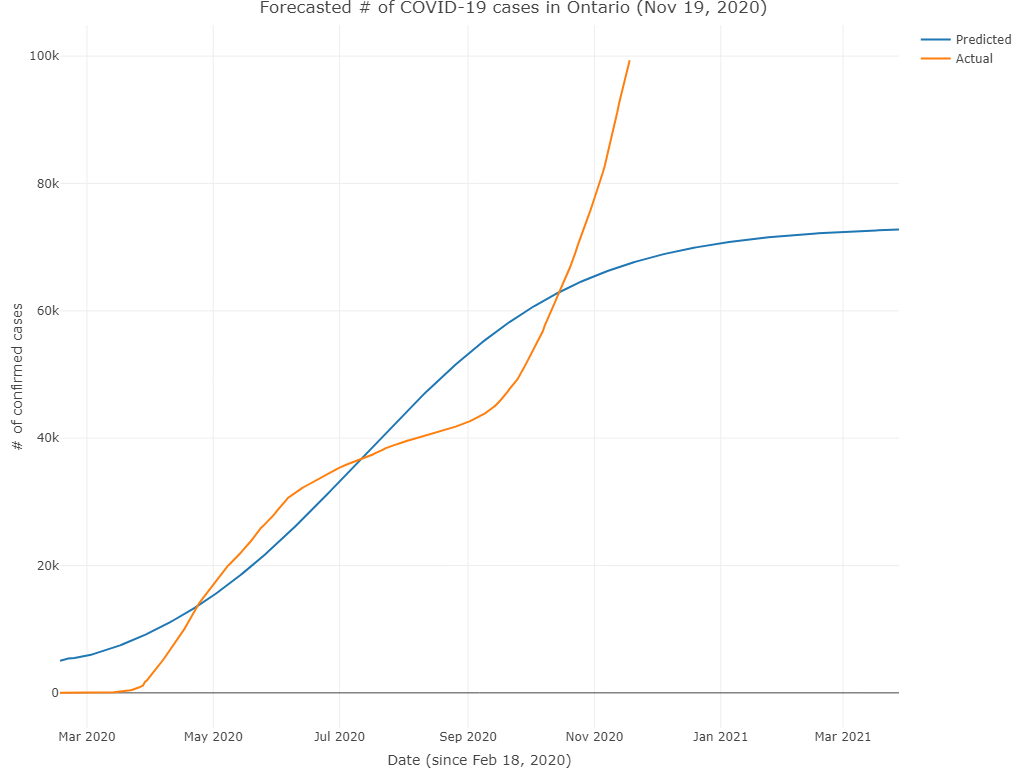 Forecasted # of COVID-19 cases in Ontario (Nov 19, 2020)
Predicted
Actual
100k
80k
60k
40k
20k
0
# of confirmed cases
Mar 2020
May 2020
Jul 2020
Sep 2020
Nov 2020
Jan 2021
Mar 2021
Date (since Feb 18, 2020)